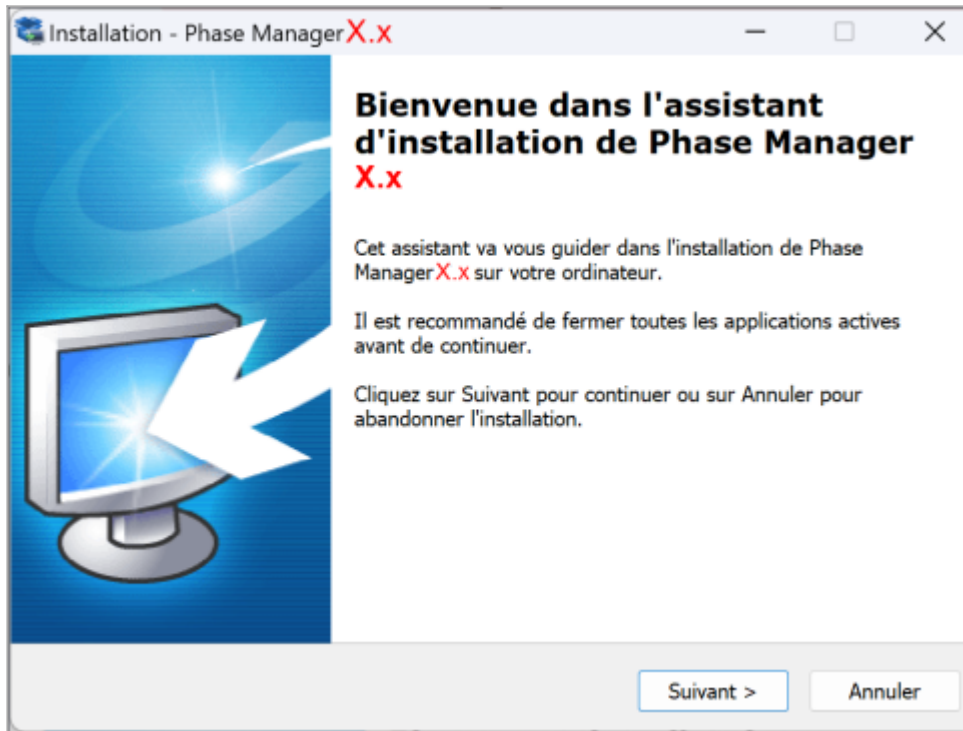 Installation - Phase Manager X.x
Bienvenue dans l'assistant
d'installation de Phase Manager
X.x
Cet assistant va vous guider dans l'installation de Phase
Manager X.x sur votre ordinateur.
Il est recommandé de fermer toutes les applications actives
avant de continuer.
Cliquez sur Suivant pour continuer ou sur Annuler pour
abandonner l'installation.
Suivant >
Annuler